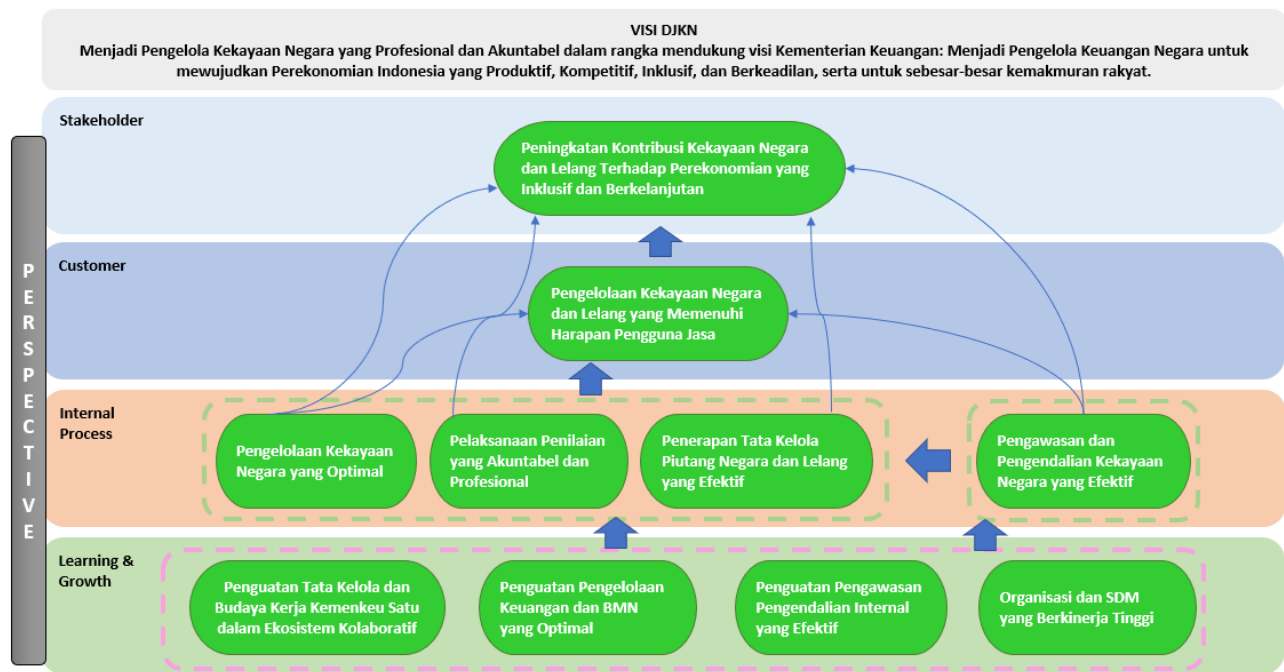 VISI DJKN
Menjadi Pengelola Kekayaan Negara yang Profesional dan Akuntabel dalam rangka mendukung visi Kementerian Keuangan: Menjadi Pengelola Keuangan Negara untuk
mewujudkan Perekonomian Indonesia yang Produktif, Kompetitif, Inklusif, dan Berkeadilan, serta untuk sebesar-besar kemakmuran rakyat.
PERSPECTIVE
Stakeholder
Peningkatan Kontribusi Kekayaan Negara
dan Lelang Terhadap Perekonomian yang
Inklusif dan Berkelanjutan
Customer
Pengelolaan Kekayaan Negara
dan Lelang yang Memenuhi
Harapan Pengguna Jasa
Internal
Process
Pengelolaan Kekayaan
Negara yang Optimal
Pelaksanaan Penilaian
yang Akuntabel dan
Profesional
Penerapan Tata Kelola
Piutang Negara dan Lelang
yang Efektif
Pengawasan dan
Pengendalian Kekayaan
Negara yang Efektif
Learning &
Growth
Penguatan Tata Kelola dan
Budaya Kerja Kemenkeu Satu
dalam Ekosistem Kolaboratif
Penguatan Pengelolaan
Keuangan dan BMN
yang Optimal
Penguatan Pengawasan
Pengendalian Internal
yang Efektif
Organisasi dan SDM
yang Berkinerja Tinggi